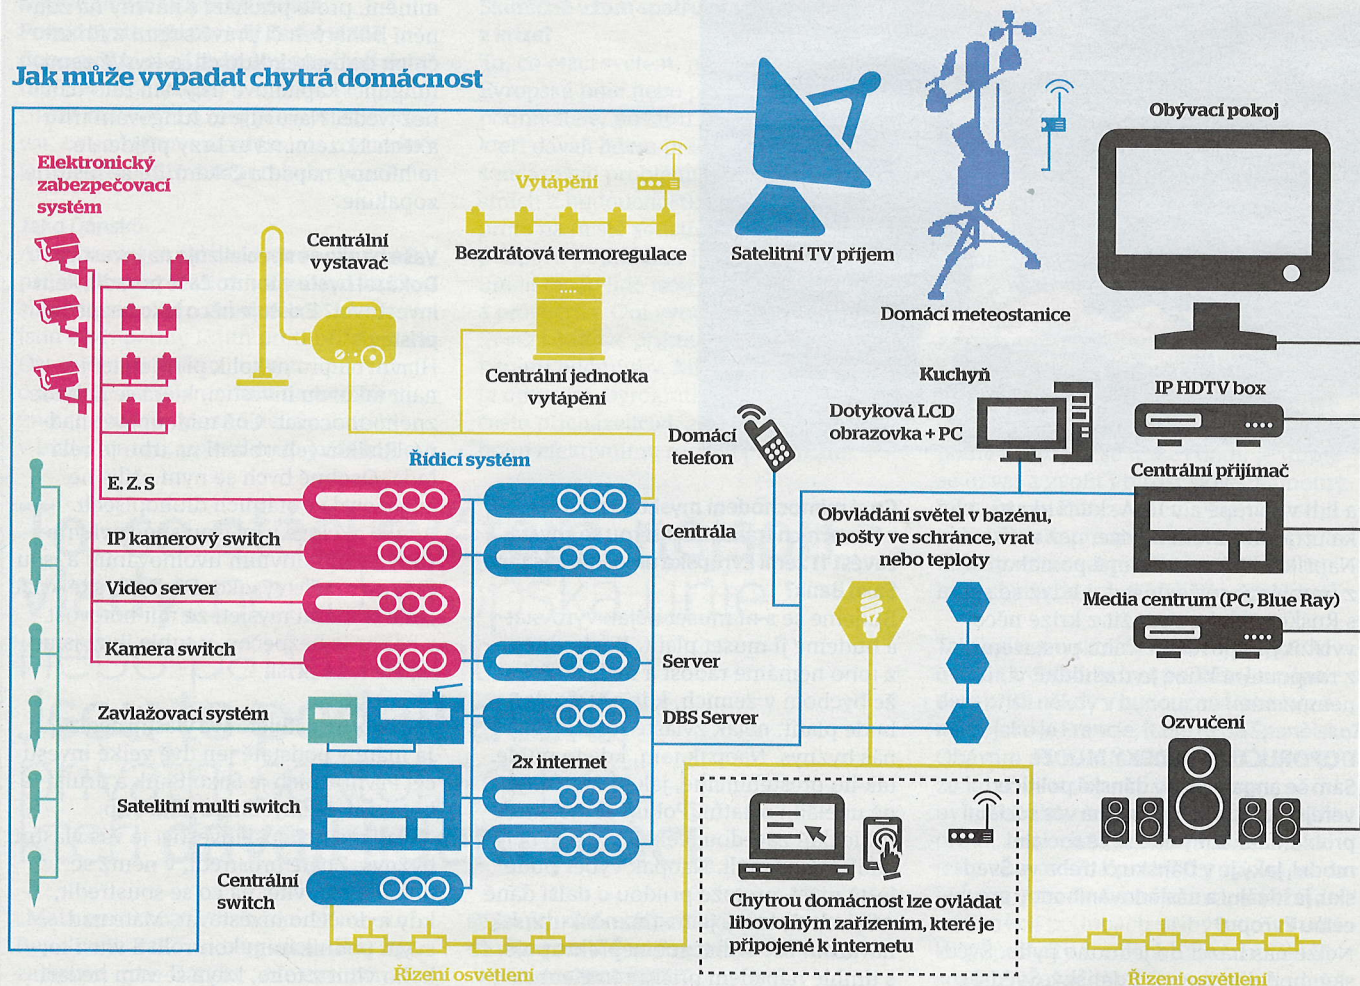 Jak může vypadat chytrá domácnost
Elektronický
zabezpečovací
systém
Centrální
vystavač
Vytápění
Bezdrátová termoregulace
Centrální jednotka
vytápění
Satelitní TV příjem
Domácí meteostanice
Obývací pokoj
Kuchyň
Dotyková LCD
obrazovka + PC
IP HDTV box
Domácí
telefon
Centrální přijímač
Řídicí systém
E. Z. S
IP kamerový switch
Video server
Kamera switch
Zavlažovací systém
Satelitní multi switch
Centrální
switch
Centrála
Server
DBS Server
2x internet
Obvládání světel v bazénu,
pošty ve schránce, vrat
nebo teploty
Media centrum (PC, Blue Ray)
Ozvučení
Chytrou domácnost lze ovládat
libovolným zařízením, které je
připojené k internetu
Řízení osvětlení
Řízení osvětlení